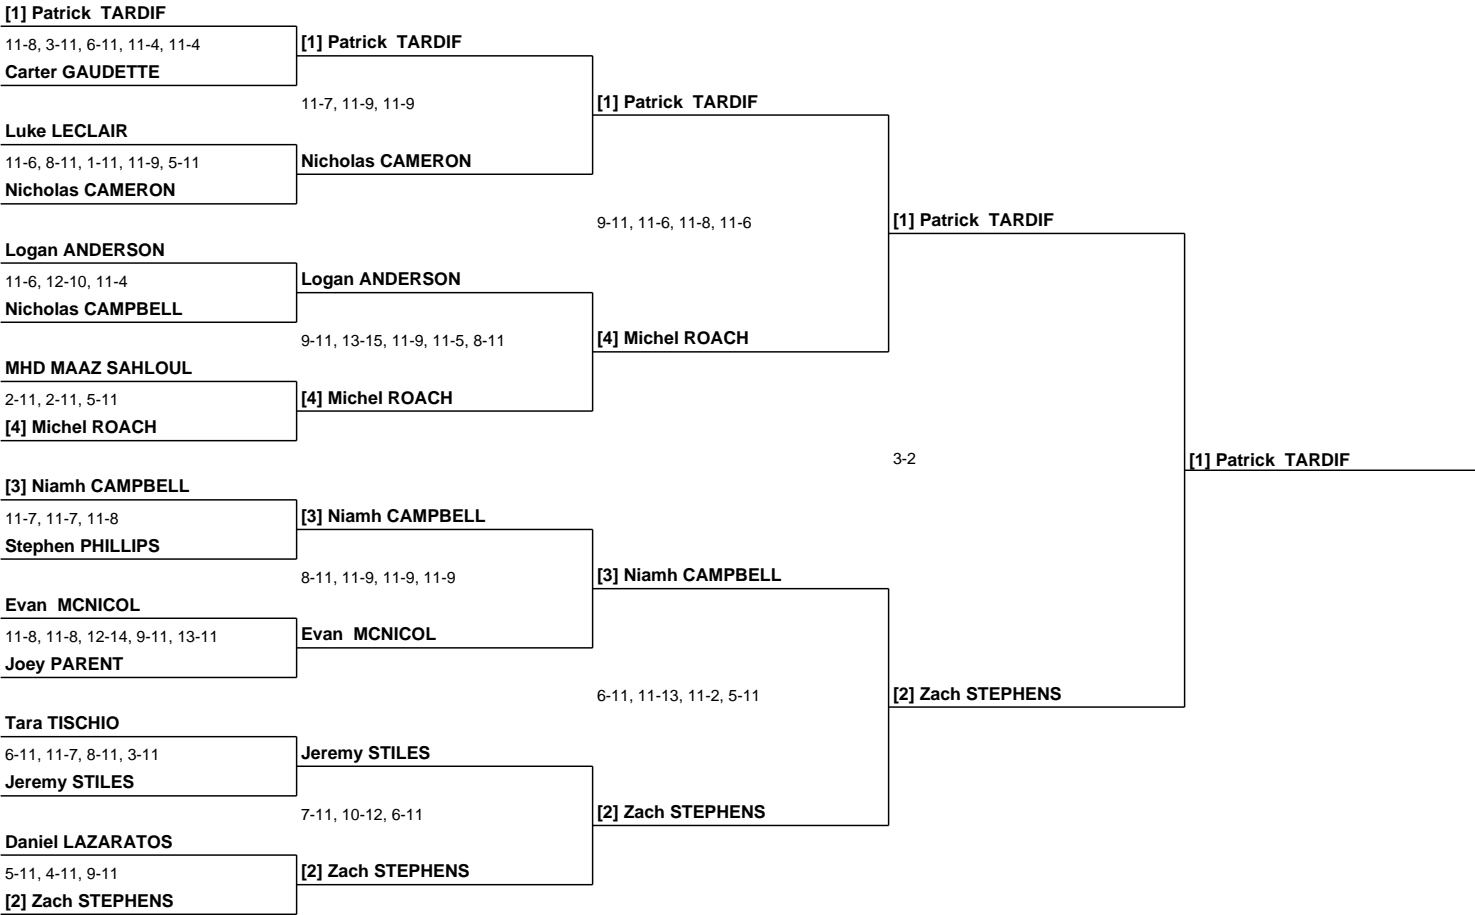 [1] Patrick  TARDIF
11-8, 3-11, 6-11, 11-4, 11-4
Carter GAUDETTE
Luke LECLAIR
11-6, 8-11, 1-11, 11-9, 5-11
Nicholas CAMERON
Logan ANDERSON
11-6, 12-10, 11-4
Nicholas CAMPBELL
MHD MAAZ SAHLOUL
2-11, 2-11, 5-11
[4] Michel ROACH
[3] Niamh CAMPBELL
11-7, 11-7, 11-8
Stephen PHILLIPS
Evan  MCNICOL
11-8, 11-8, 12-14, 9-11, 13-11
Joey PARENT
Tara TISCHIO
6-11, 11-7, 8-11, 3-11
Jeremy STILES
Daniel LAZARATOS
5-11, 4-11, 9-11
[2] Zach STEPHENS
[1] Patrick  TARDIF
11-7, 11-9, 11-9
Nicholas CAMERON
Logan ANDERSON
9-11, 13-15, 11-9, 11-5, 8-11
[4] Michel ROACH
[3] Niamh CAMPBELL
8-11, 11-9, 11-9, 11-9
Evan  MCNICOL
Jeremy STILES
7-11, 10-12, 6-11
[2] Zach STEPHENS
[1] Patrick  TARDIF
9-11, 11-6, 11-8, 11-6
[4] Michel ROACH
[3] Niamh CAMPBELL
6-11, 11-13, 11-2, 5-11
[2] Zach STEPHENS
[1] Patrick  TARDIF
3-2
[2] Zach STEPHENS
[1] Patrick  TARDIF